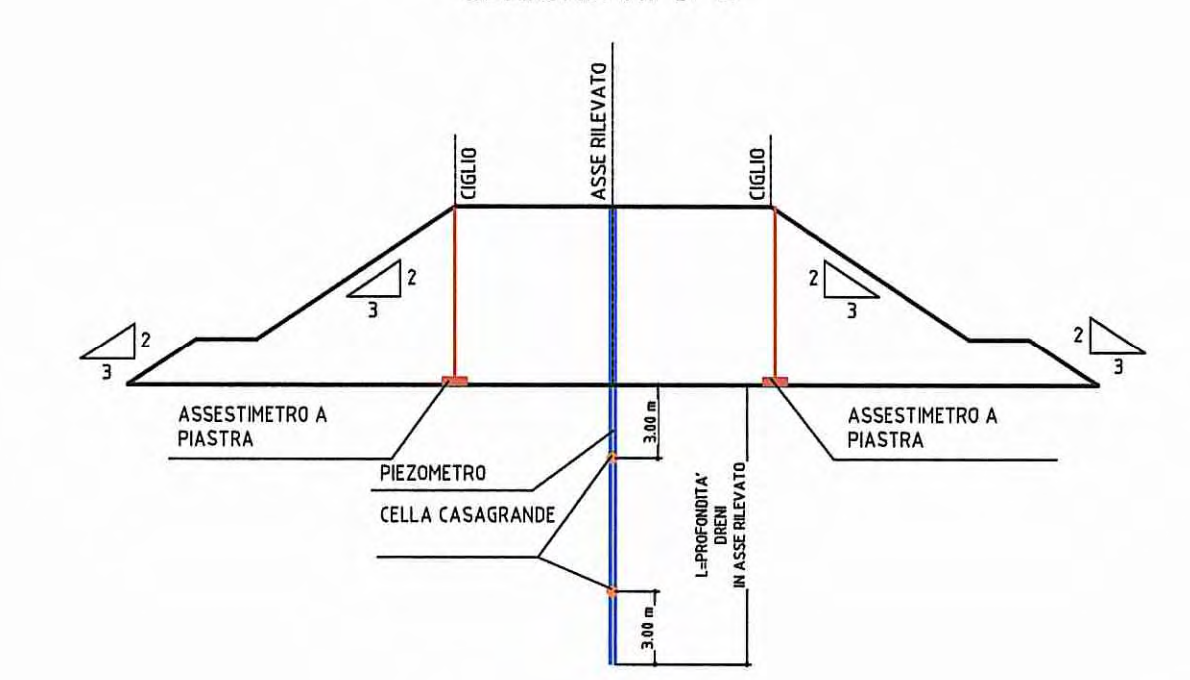 ASSE RILEVATO
CIGLIO
CIGLIO
2
3
2
3
2
3
2
3
ASSESTIMETRO A
PIASTRA
ASSESTIMETRO A
PIASTRA
3.00 m
PIEZOMETRO
CELLA CASAGRANDE
L=PROFONDITA'
DRENI
IN ASSE RILEVATO
3.00 m